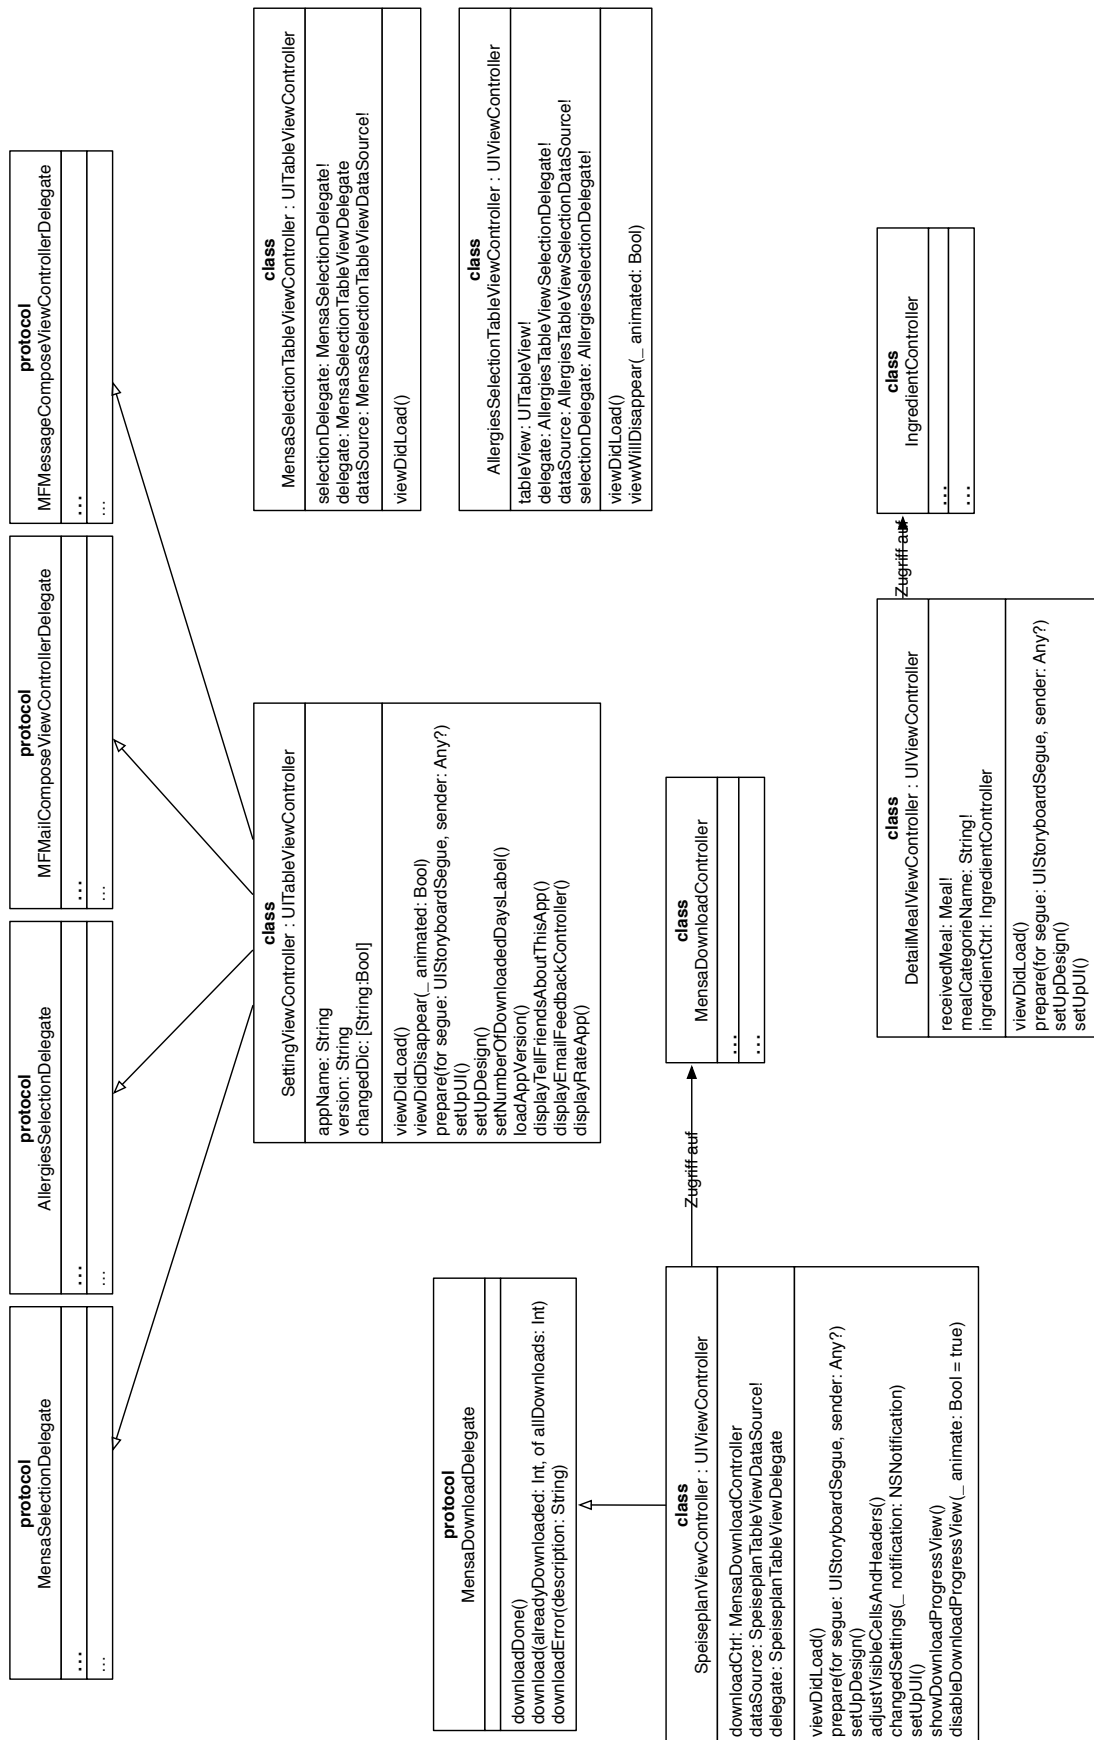 protocol
MensaSelectionDelegate
...
...
protocol
AllergiesSelectionDelegate
...
...
protocol
MFMailComposeViewControllerDelegate
...
...
protocol
MFMessageComposeViewControllerDelegate
...
...
class
SettingViewController : UITableViewController
appName: String
version: String
changedDic: [String:Bool]
viewDidLoad()
viewDidDisappear(_ animated: Bool)
prepare(for segue: UIStoryboardSegue, sender: Any?)
setUpUI()
setUpDesign()
setNumberOfDownloadedDaysLabel()
loadAppVersion()
displayTellFriendsAboutThisApp()
displayEmailFeedbackController()
displayRateApp()
class
MensaSelectionTableViewController : UITableViewController
selectionDelegate: MensaSelectionDelegate!
delegate: MensaSelectionTableViewDelegate
dataSource: MensaSelectionTableViewDataSource!
viewDidLoad()
class
AllergiesSelectionTableViewController : UIViewController
tableView: UITableView!
delegate: AllergiesTableViewSelectionDelegate!
dataSource: AllergiesTableViewSelectionDataSource!
selectionDelegate: AllergiesSelectionDelegate!
viewDidLoad()
viewWillDisappear(_ animated: Bool)
protocol
MensaDownloadDelegate
downloadDone()
download(alreadyDownloaded: Int, of allDownloads: Int)
downloadError(description: String)
class
SpeiseplanViewController : UIViewController
downloadCtrl: MensaDownloadController
dataSource: SpeiseplanTableViewDataSource!
delegate: SpeiseplanTableViewDelegate
viewDidLoad()
prepare(for segue: UIStoryboardSegue, sender: Any?)
setUpDesign()
adjustVisibleCellsAndHeaders()
changedSettings(_ notification: NSNotification)
setUpUI()
showDownloadProgressView()
disableDownloadProgressView(_ animate: Bool = true)
Zugriff auf
class
MensaDownloadController
...
...
class
DetailMealViewController : UIViewController
receivedMeal: Meal!
mealCategorieName: String!
ingredientCtrl: IngredientController
viewDidLoad()
prepare(for segue: UIStoryboardSegue, sender: Any?)
setUpDesign()
setUpUI()
Zugriff auf
class
IngredientController
...
...